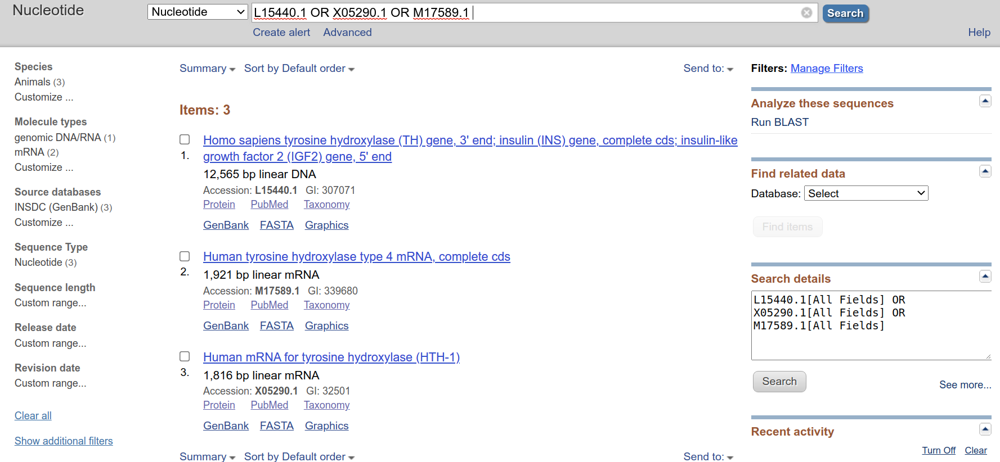 Nucleotide
Nucleotide
L15440.1 OR X05290.1 OR M17589.1
Search
Create alert Advanced
Help
Species
Animals (3)
Customize ...
Molecule types
genomic DNA/RNA (1)
mRNA (2)
Customize ...
Source databases
INSDC (GenBank) (3)
Customize ...
Sequence Type
Nucleotide (3)
Sequence length
Custom range...
Release date
Custom range...
Revision date
Custom range...
Clear all
Show additional filters
Summary Sort by Default order
Send to:
Items: 3
Homo sapiens tyrosine hydroxylase (TH) gene, 3' end; insulin (INS) gene, complete cds; insulin-like
1. growth factor 2 (IGF2) gene, 5' end
12,565 bp linear DNA
Accession: L15440.1 GI: 307071
Protein PubMed Taxonomy
GenBank FASTA Graphics
Human tyrosine hydroxylase type 4 mRNA, complete cds
2. 1,921 bp linear mRNA
Accession: M17589.1 GI: 339680
Protein PubMed Taxonomy
GenBank FASTA Graphics
Human mRNA for tyrosine hydroxylase (HTH-1)
3. 1,816 bp linear mRNA
Accession: X05290.1 GI: 32501
Protein PubMed Taxonomy
GenBank FASTA Graphics
Summary Sort by Default order
Send to:
Filters: Manage Filters
Analyze these sequences
Run BLAST
Find related data
Database: Select
Find items
Search details
L15440.1[All Fields] OR
X05290.1[All Fields] OR
M17589.1[All Fields]
Search
See more...
Recent activity
Turn Off Clear